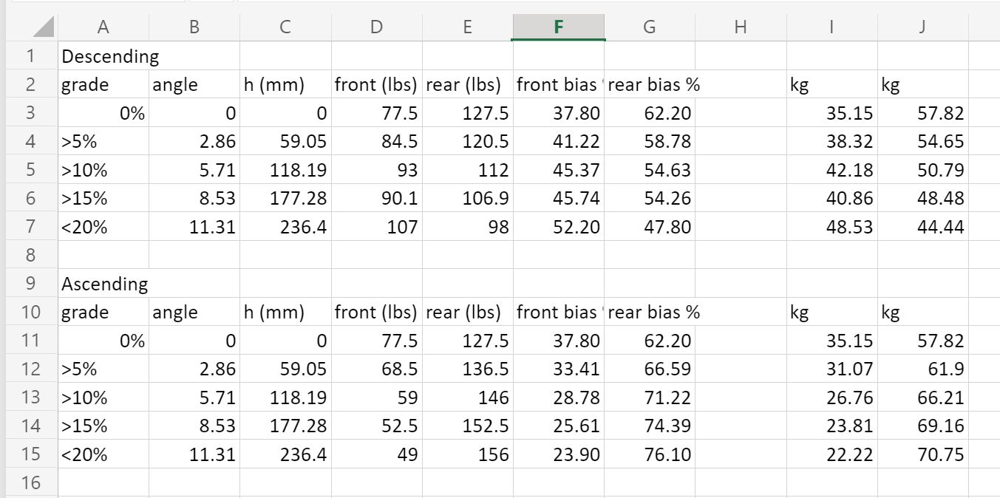 A B C D E F G H I J
1 Descending
2 grade angle h (mm) front (lbs) rear (lbs) front bias rear bias % kg kg
3 0% 0 0 77.5 127.5 37.80 62.20 35.15 57.82
4 >5% 2.86 59.05 84.5 120.5 41.22 58.78 38.32 54.65
5 >10% 5.71 118.19 93 112 45.37 54.63 42.18 50.79
6 >15% 8.53 177.28 90.1 106.9 45.74 54.26 40.86 48.48
7 <20% 11.31 236.4 107 98 52.20 47.80 48.53 44.44
8
9 Ascending
10 grade angle h (mm) front (lbs) rear (lbs) front bias rear bias % kg kg
11 0% 0 0 77.5 127.5 37.80 62.20 35.15 57.82
12 >5% 2.86 59.05 68.5 136.5 33.41 66.59 31.07 61.9
13 >10% 5.71 118.19 59 146 28.78 71.22 26.76 66.21
14 >15% 8.53 177.28 52.5 152.5 25.61 74.39 23.81 69.16
15 <20% 11.31 236.4 49 156 23.90 76.10 22.22 70.75
16